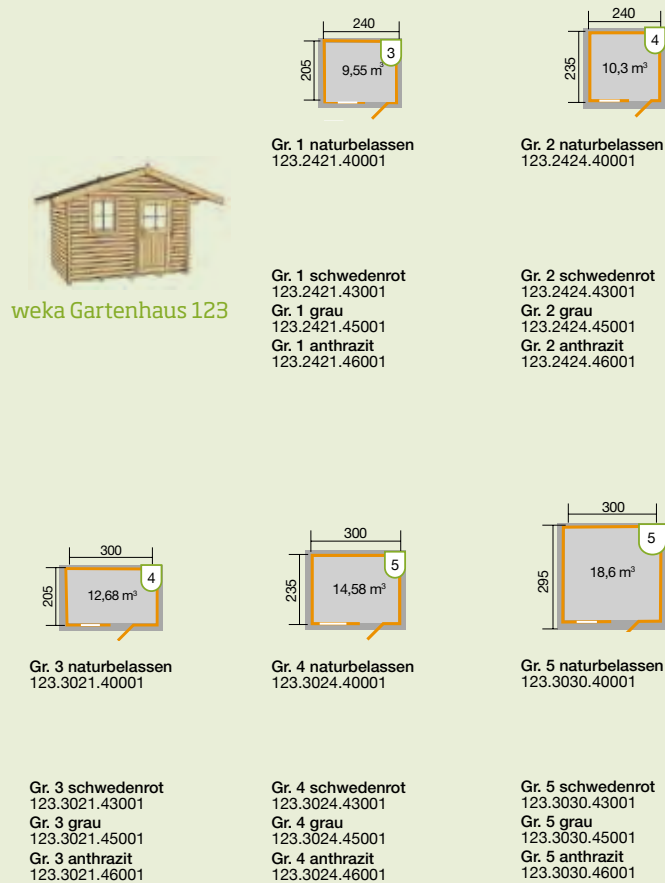 240
205
3
9,55 m³
Gr. 1 naturbelassen
123.2421.40001
240
235
4
10,3 m³
Gr. 2 naturbelassen
123.2424.40001
weka Gartenhaus 123
Gr. 1 schwedenrot
123.2421.43001
Gr. 1 grau
123.2421.45001
Gr. 1 anthrazit
123.2421.46001
Gr. 2 schwedenrot
123.2424.43001
Gr. 2 grau
123.2424.45001
Gr. 2 anthrazit
123.2424.46001
300
205
4
12,68 m³
Gr. 3 naturbelassen
123.3021.40001
300
235
5
14,58 m³
Gr. 4 naturbelassen
123.3024.40001
300
295
5
18,6 m³
Gr. 5 naturbelassen
123.3030.40001
Gr. 3 schwedenrot
123.3021.43001
Gr. 3 grau
123.3021.45001
Gr. 3 anthrazit
123.3021.46001
Gr. 4 schwedenrot
123.3024.43001
Gr. 4 grau
123.3024.45001
Gr. 4 anthrazit
123.3024.46001
Gr. 5 schwedenrot
123.3030.43001
Gr. 5 grau
123.3030.45001
Gr. 5 anthrazit
123.3030.46001